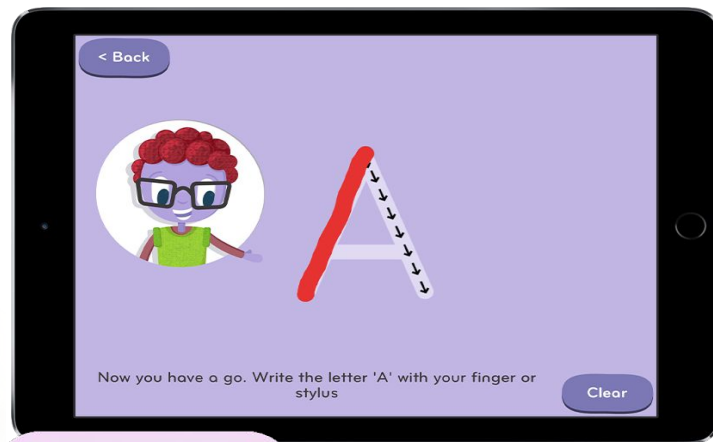 < Back
Now you have a go. Write the letter 'A' with your finger or
stylus
Clear